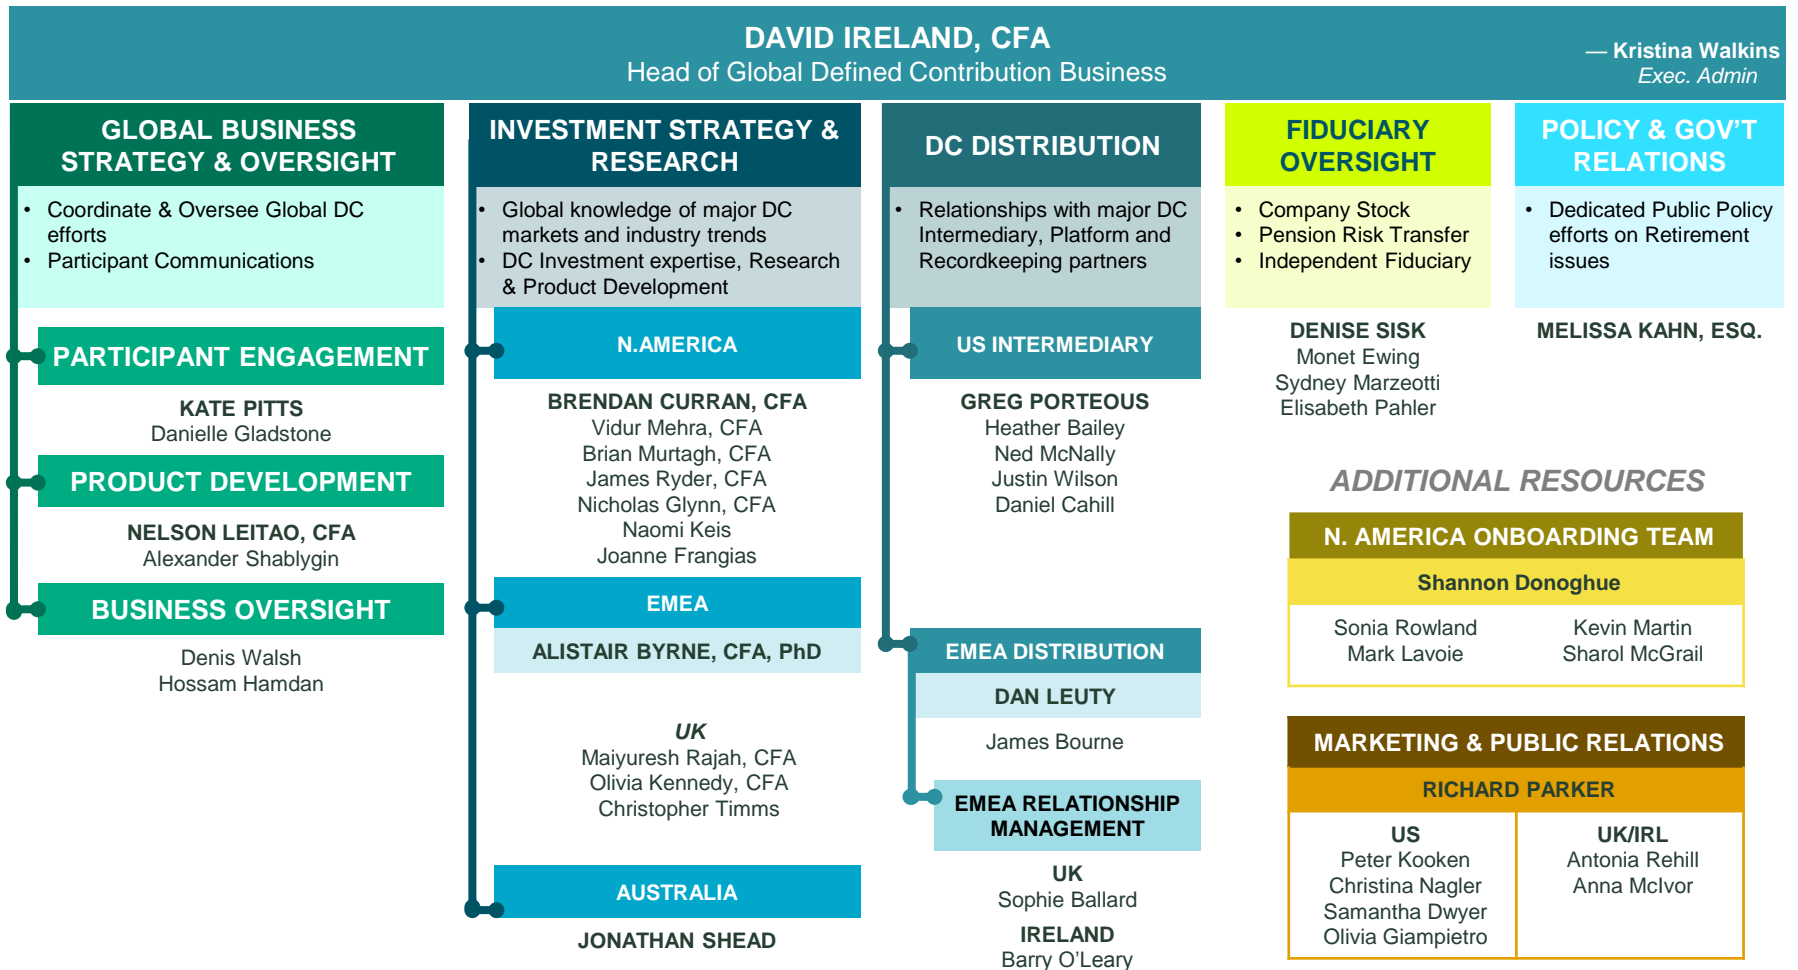 DAVID IRELAND, CFA
Head of Global Defined Contribution Business
— Kristina Walkins
Exec. Admin
GLOBAL BUSINESS
STRATEGY & OVERSIGHT
• Coordinate & Oversee Global DC
efforts
• Participant Communications
PARTICIPANT ENGAGEMENT
KATE PITTS
Danielle Gladstone
PRODUCT DEVELOPMENT
NELSON LEITAO, CFA
Alexander Shablygin
BUSINESS OVERSIGHT
Denis Walsh
Hossam Hamdan
INVESTMENT STRATEGY &
RESEARCH
• Global knowledge of major DC
markets and industry trends
• DC Investment expertise, Research
& Product Development
N.AMERICA
BRENDAN CURRAN, CFA
Vidur Mehra, CFA
Brian Murtagh, CFA
James Ryder, CFA
Nicholas Glynn, CFA
Naomi Keis
Joanne Frangias
EMEA
ALISTAIR BYRNE, CFA, PhD
UK
Maiyuresh Rajah, CFA
Olivia Kennedy, CFA
Christopher Timms
AUSTRALIA
JONATHAN SHEAD
DC DISTRIBUTION
• Relationships with major DC
Intermediary, Platform and
Recordkeeping partners
US INTERMEDIARY
GREG PORTEOUS
Heather Bailey
Ned McNally
Justin Wilson
Daniel Cahill
EMEA DISTRIBUTION
DAN LEUTY
James Bourne
EMEA RELATIONSHIP
MANAGEMENT
UK
Sophie Ballard
IRELAND
Barry O'Leary
FIDUCIARY
OVERSIGHT
• Company Stock
• Pension Risk Transfer
• Independent Fiduciary
DENISE SISK
Monet Ewing
Sydney Marzeotti
Elisabeth Pahler
POLICY & GOV'T
RELATIONS
• Dedicated Public Policy
efforts on Retirement
issues
MELISSA KAHN, ESQ.
ADDITIONAL RESOURCES
N. AMERICA ONBOARDING TEAM
Shannon Donoghue
Sonia Rowland
Mark Lavoie
Kevin Martin
Sharol McGrail
MARKETING & PUBLIC RELATIONS
RICHARD PARKER
US
Peter Kooken
Christina Nagler
Samantha Dwyer
Olivia Giampietro
UK/IRL
Antonia Rehill
Anna McIvor